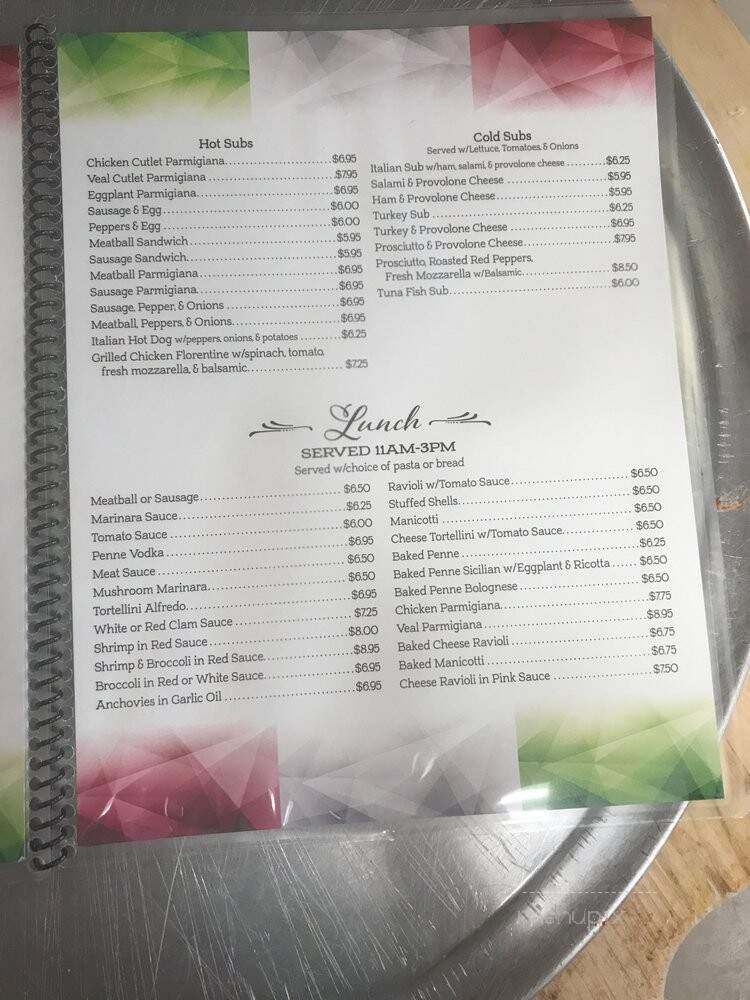 Hot Subs
Chicken Cutlet Parmigiana $6.95
Veal Cutlet Parmigiana $7.95
Eggplant Parmigiana $6.95
Sausage & Egg $6.00
Peppers & Egg $6.00
Meatball Sandwich $5.95
Sausage Sandwich $5.95
Meatball Parmigiana $6.95
Sausage Parmigiana $6.95
Sausage, Pepper, & Onions $6.95
Meatball, Peppers, & Onions $6.95
Italian Hot Dog w/peppers, onions, & potatoes $6.25
Grilled Chicken Florentine w/spinach, tomato,
fresh mozzarella, & balsamic $7.25
Cold Subs
Served w/Lettuce, Tomatoes, & Onions
Italian Sub w/ham, salami, & provolone cheese $6.25
Salami & Provolone Cheese $5.95
Ham & Provolone Cheese $5.95
Turkey Sub $6.25
Turkey & Provolone Cheese $6.95
Prosciutto & Provolone Cheese $7.95
Prosciutto, Roasted Red Peppers,
Fresh Mozzarella w/Balsamic $8.50
Tuna Fish Sub $6.00
Lunch
SERVED 11AM-3PM
Served w/choice of pasta or bread
Meatball or Sausage $6.50
Marinara Sauce $6.25
Tomato Sauce $6.00
Penne Vodka $6.95
Meat Sauce $6.50
Mushroom Marinara $6.50
Tortellini Alfredo $6.95
White or Red Clam Sauce $7.25
Shrimp in Red Sauce $8.00
Shrimp & Broccoli in Red Sauce $8.95
Broccoli in Red or White Sauce $6.95
Anchovies in Garlic Oil $6.95
Ravioli w/Tomato Sauce $6.50
Stuffed Shells $6.50
Manicotti $6.50
Cheese Tortellini w/Tomato Sauce $6.50
Baked Penne $6.25
Baked Penne Sicilian w/Eggplant & Ricotta $6.50
Baked Penne Bolognese $6.50
Chicken Parmigiana $7.75
Veal Parmigiana $8.95
Baked Cheese Ravioli $6.75
Baked Manicotti $6.75
Cheese Ravioli in Pink Sauce $7.50
menupix